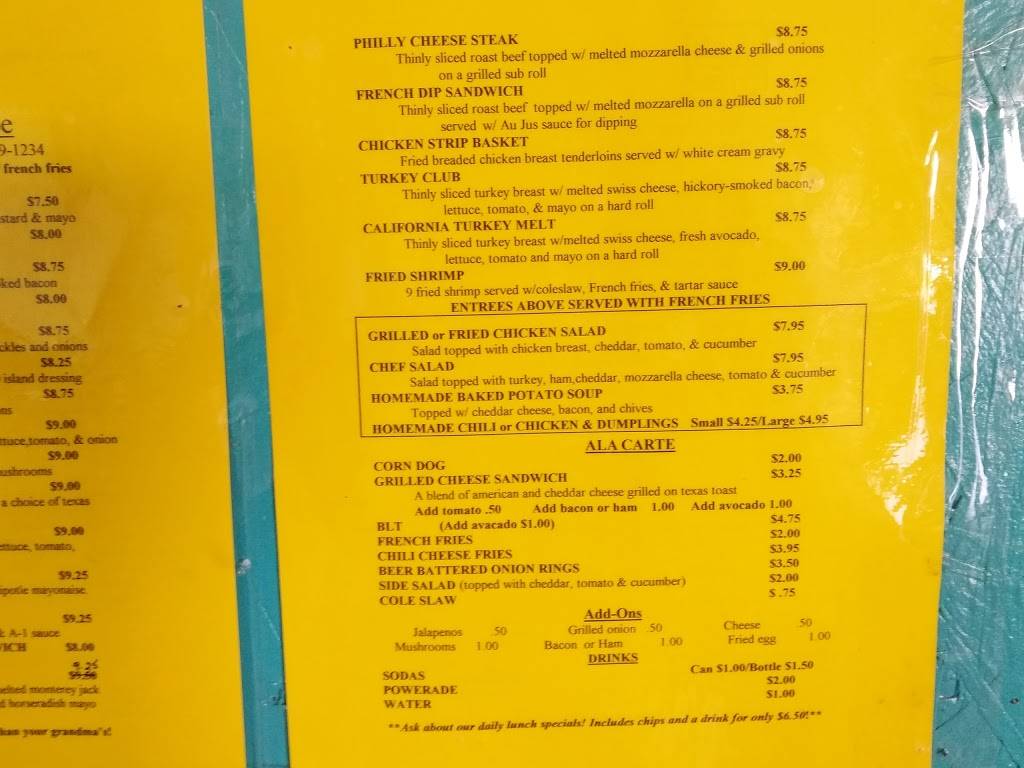 e
9-1234
french fries
$7.50
stard & mayo
$8.00
$8.75
ked bacon
$8.00
$8.75
ckles and onions
$8.25
island dressing
$8.75
ns
$9.00
ttuce,tomato, & onion
$9.00
ushrooms
$9.00
a choice of texas
$9.00
ettuce, tomato,
$9.25
ipotle mayonaise.
$9.25
& A-1 sauce
WICH $8.00
9.25
elted monterey jack
d horseradish mayo
han your grandma's!
PHILLY CHEESE STEAK $8.75
Thinly sliced roast beef topped w/ melted mozzarella cheese & grilled onions
on a grilled sub roll
FRENCH DIP SANDWICH $8.75
Thinly sliced roast beef topped w/ melted mozzarella on a grilled sub roll
served w/ Au Jus sauce for dipping
CHICKEN STRIP BASKET $8.75
Fried breaded chicken breast tenderloins served w/ white cream gravy
TURKEY CLUB $8.75
Thinly sliced turkey breast w/ melted swiss cheese, hickory-smoked bacon,
lettuce, tomato, & mayo on a hard roll
CALIFORNIA TURKEY MELT $8.75
Thinly sliced turkey breast w/melted swiss cheese, fresh avocado,
lettuce, tomato and mayo on a hard roll
FRIED SHRIMP $9.00
9 fried shrimp served w/coleslaw, French fries, & tartar sauce
ENTREES ABOVE SERVED WITH FRENCH FRIES
GRILLED or FRIED CHICKEN SALAD $7.95
Salad topped with chicken breast, cheddar, tomato, & cucumber
CHEF SALAD $7.95
Salad topped with turkey, ham,cheddar, mozzarella cheese, tomato & cucumber
HOMEMADE BAKED POTATO SOUP $3.75
Topped w/ cheddar cheese, bacon, and chives
HOMEMADE CHILI or CHICKEN & DUMPLINGS Small $4.25/Large $4.95
ALA CARTE
CORN DOG $2.00
GRILLED CHEESE SANDWICH $3.25
A blend of american and cheddar cheese grilled on texas toast
Add tomato .50 Add bacon or ham 1.00 Add avocado 1.00
BLT (Add avacado $1.00) $4.75
FRENCH FRIES $2.00
CHILI CHEESE FRIES $3.95
BEER BATTERED ONION RINGS $3.50
SIDE SALAD (topped with cheddar, tomato & cucumber) $2.00
COLE SLAW $ .75
Add-Ons
Jalapenos .50 Grilled onion .50 Cheese .50
Mushrooms 1.00 Bacon or Ham 1.00 Fried egg 1.00
DRINKS
SODAS Can $1.00/Bottle $1.50
POWERADE $2.00
WATER $1.00
**Ask about our daily lunch specials! Includes chips and a drink for only $6.50!**